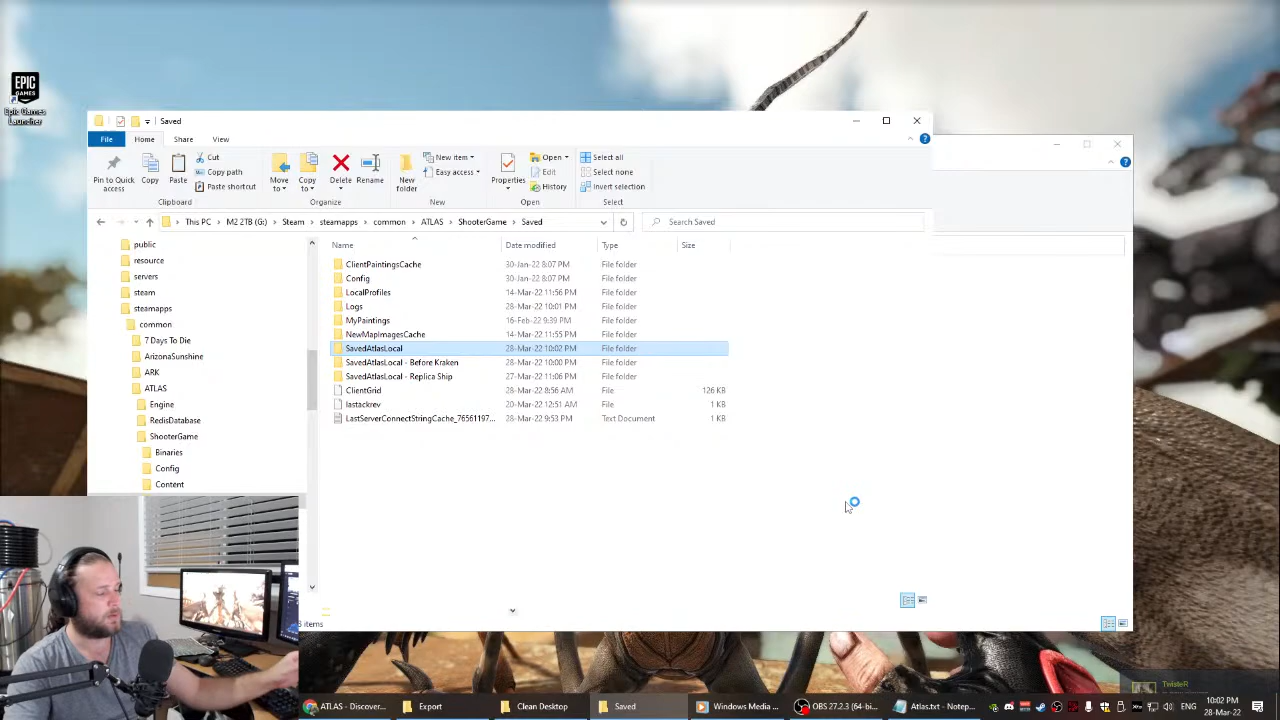 EPIC
GAMES
Epic Games
Launcher
Saved
File
Home
Share
View
Pin to Quick
access
Copy
Paste
Cut
Copy path
Paste shortcut
Clipboard
Move
to
Copy
to
Delete
Rename
Organize
New
folder
New item
Easy access
New
Properties
Open
Edit
History
Open
Select all
Select none
Invert selection
Select
This PC
M2 2TB (G:)
Steam
steamapps
common
ATLAS
ShooterGame
Saved
Search Saved
public
resource
servers
steam
steamapps
common
7 Days To Die
ArizonaSunshine
ARK
ATLAS
Engine
RedisDatabase
ShooterGame
Binaries
Config
Content
Name Date modified Type Size
ClientPaintingsCache 30-Jan-22 8:07 PM File folder
Config 30-Jan-22 8:07 PM File folder
LocalProfiles 14-Mar-22 11:56 PM File folder
Logs 28-Mar-22 10:01 PM File folder
MyPaintings 16-Feb-22 9:39 PM File folder
NewMapImagesCache 14-Mar-22 11:55 PM File folder
SavedAtlasLocal 28-Mar-22 10:02 PM File folder
SavedAtlasLocal - Before Kraken 28-Mar-22 10:00 PM File folder
SavedAtlasLocal - Replica Ship 27-Mar-22 11:06 PM File folder
ClientGrid 28-Mar-22 8:56 AM File 126 KB
lastackrev 20-Mar-22 12:51 AM File 1 KB
LastServerConnectStringCache_76561197... 28-Mar-22 9:53 PM Text Document 1 KB
items
TwisteR
ATLAS - Discover...
Export
Clean Desktop
Saved
Windows Media ...
OBS 27.2.3 (64-bi...
Atlas.txt - Notep...
ENG
10:02 PM
28-Mar-22